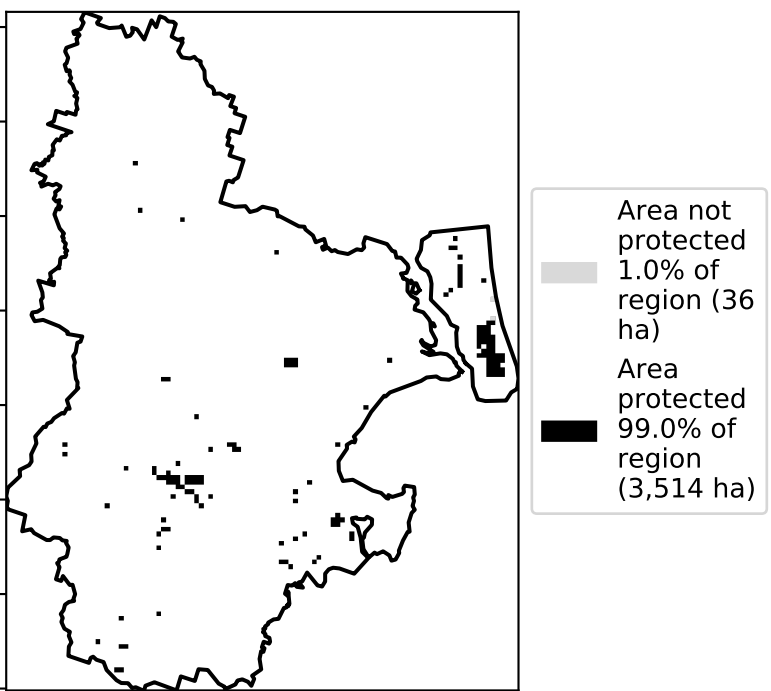 Area not
protected
1.0% of
region (36
ha)
Area
protected
99.0% of
region
(3,514 ha)